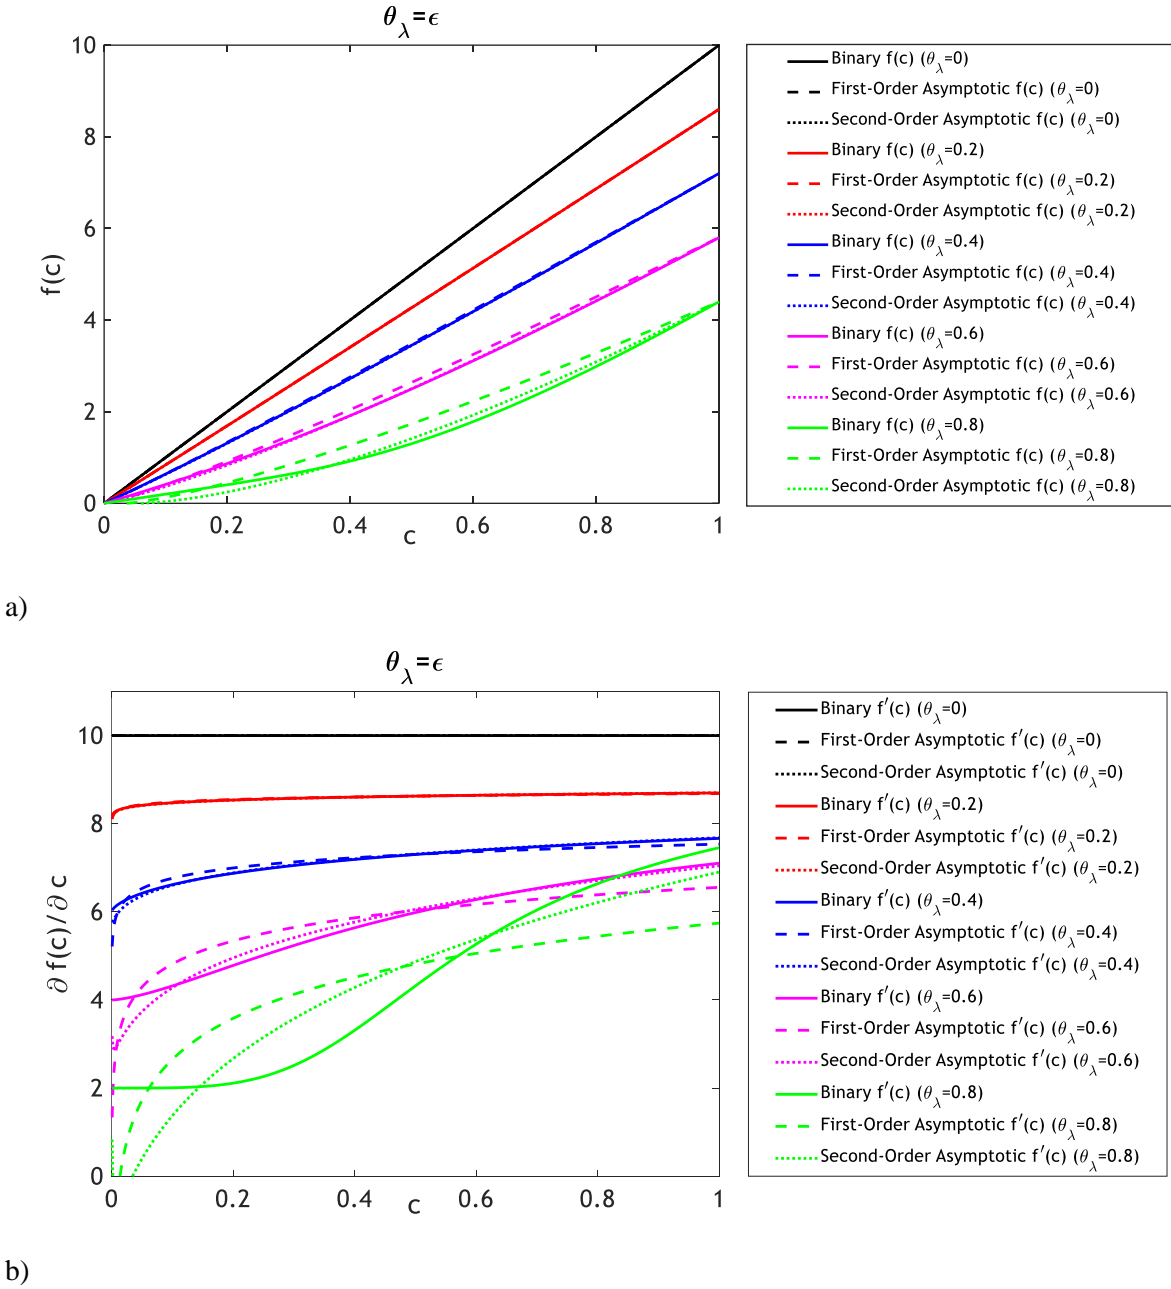 θλ=ϵ
10
8
6
4
2
0
f(c)
0 0.2 0.4 0.6 0.8 1
c
Binary f(c) (θλ=0)
First-Order Asymptotic f(c) (θλ=0)
Second-Order Asymptotic f(c) (θλ=0)
Binary f(c) (θλ=0.2)
First-Order Asymptotic f(c) (θλ=0.2)
Second-Order Asymptotic f(c) (θλ=0.2)
Binary f(c) (θλ=0.4)
First-Order Asymptotic f(c) (θλ=0.4)
Second-Order Asymptotic f(c) (θλ=0.4)
Binary f(c) (θλ=0.6)
First-Order Asymptotic f(c) (θλ=0.6)
Second-Order Asymptotic f(c) (θλ=0.6)
Binary f(c) (θλ=0.8)
First-Order Asymptotic f(c) (θλ=0.8)
Second-Order Asymptotic f(c) (θλ=0.8)
a)
θλ=ϵ
10
8
6
4
2
0
∂ f(c)/∂ c
0 0.2 0.4 0.6 0.8 1
c
Binary f′(c) (θλ=0)
First-Order Asymptotic f′(c) (θλ=0)
Second-Order Asymptotic f′(c) (θλ=0)
Binary f′(c) (θλ=0.2)
First-Order Asymptotic f′(c) (θλ=0.2)
Second-Order Asymptotic f′(c) (θλ=0.2)
Binary f′(c) (θλ=0.4)
First-Order Asymptotic f′(c) (θλ=0.4)
Second-Order Asymptotic f′(c) (θλ=0.4)
Binary f′(c) (θλ=0.6)
First-Order Asymptotic f′(c) (θλ=0.6)
Second-Order Asymptotic f′(c) (θλ=0.6)
Binary f′(c) (θλ=0.8)
First-Order Asymptotic f′(c) (θλ=0.8)
Second-Order Asymptotic f′(c) (θλ=0.8)
b)